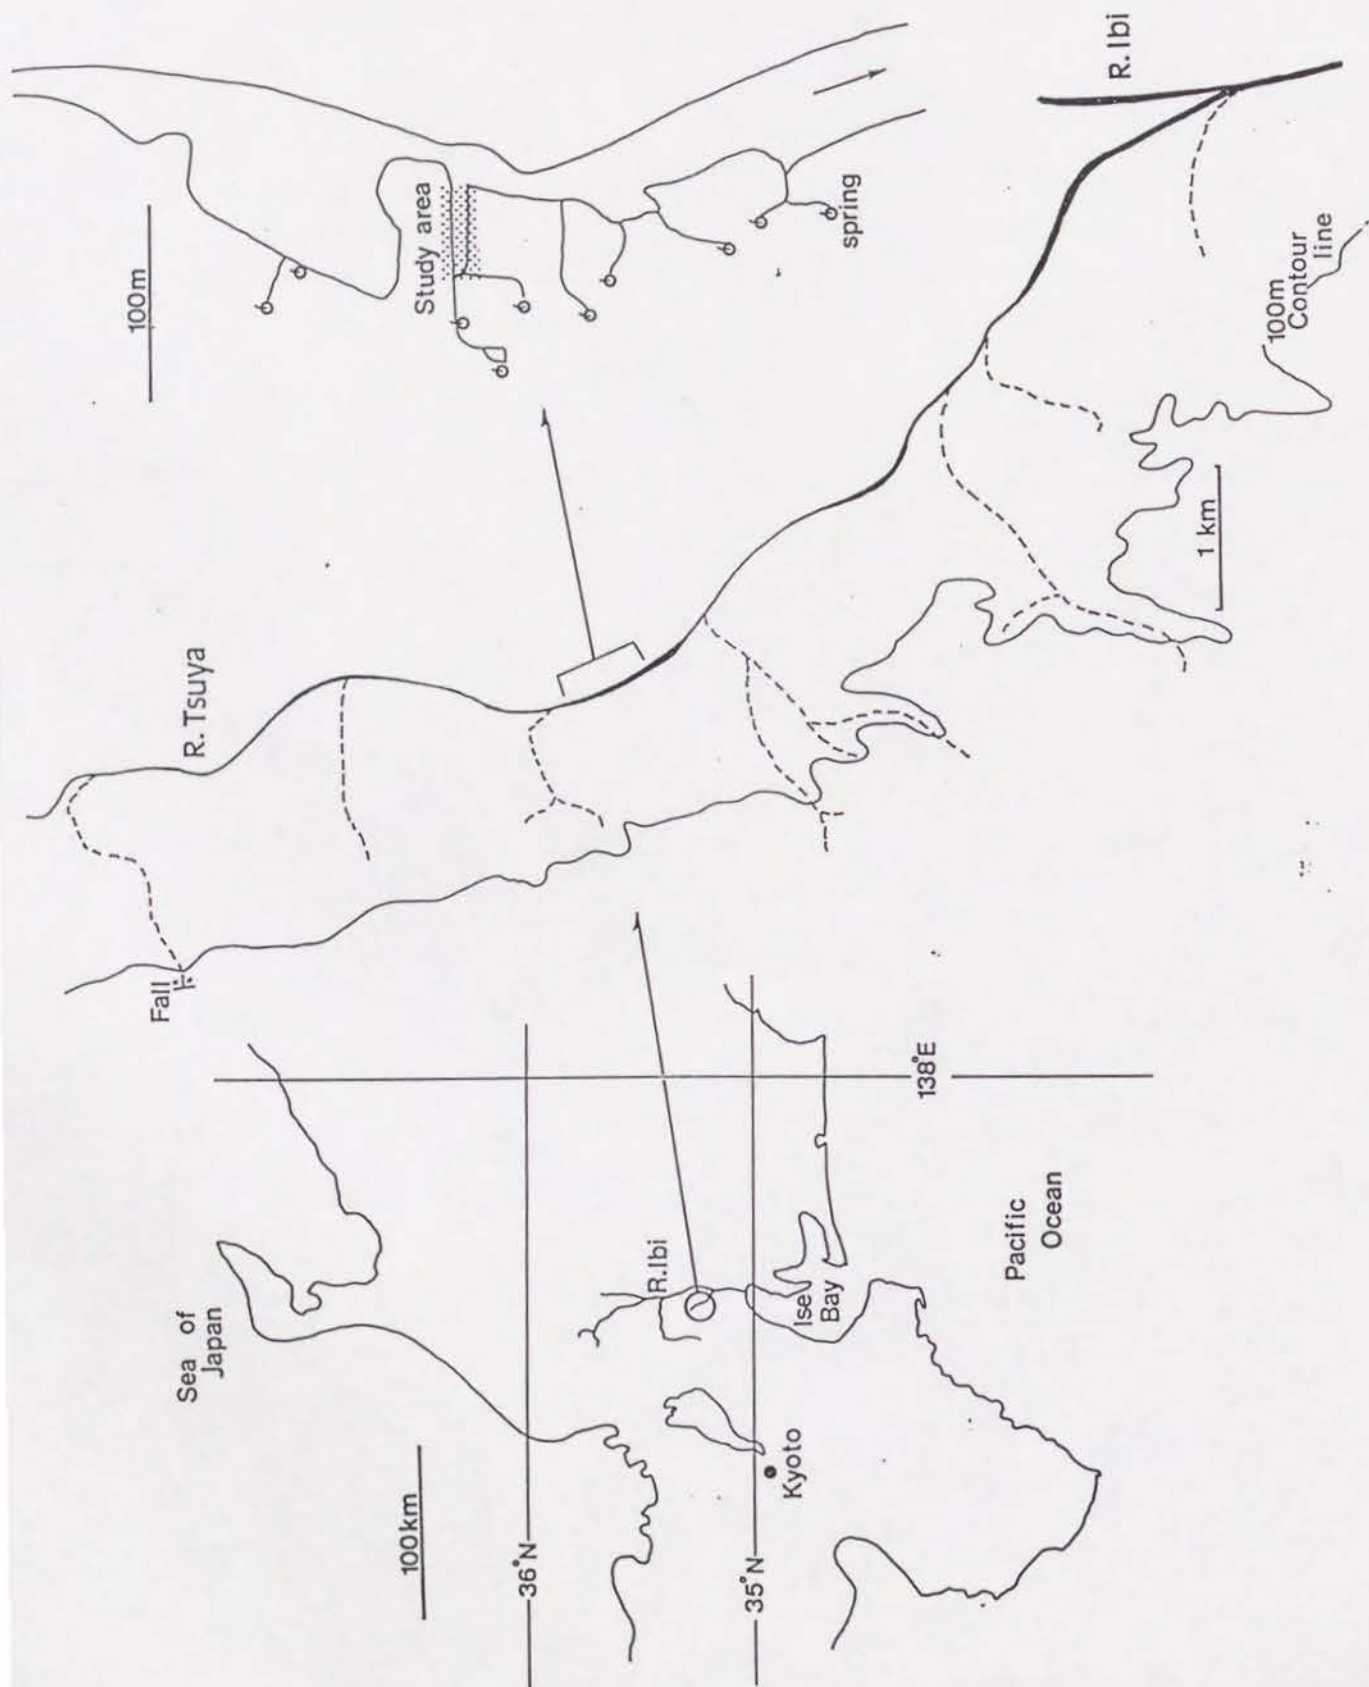 100m
Study area
spring
R. Ibi
R. Tsuya
Fall
100m
Contour
line
1 km
Sea of
Japan
100km
36°N
35°N
138°E
R. Ibi
Ise
Bay
Kyoto
Pacific
Ocean